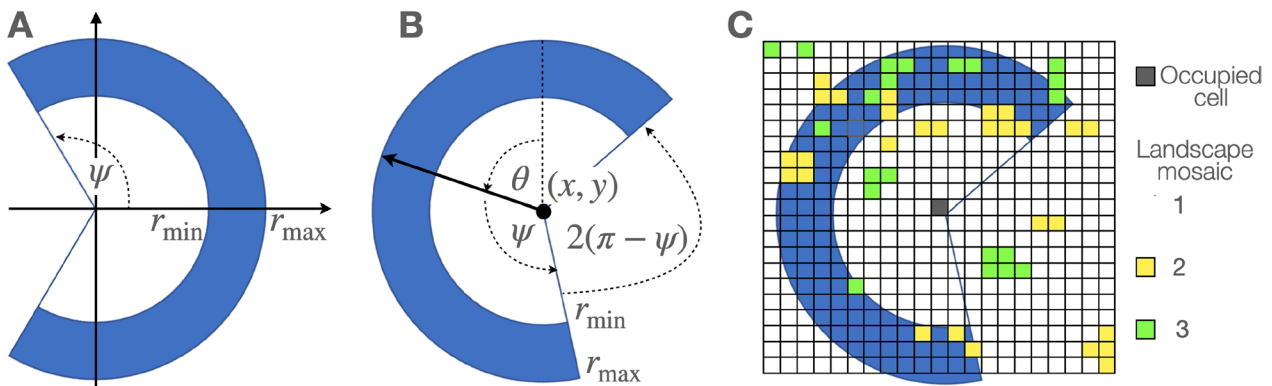 A
B
C
ψ
r_min
r_max
θ
(x, y)
ψ
2(π − ψ)
r_min
r_max
Occupied
cell
Landscape
mosaic
1
2
3